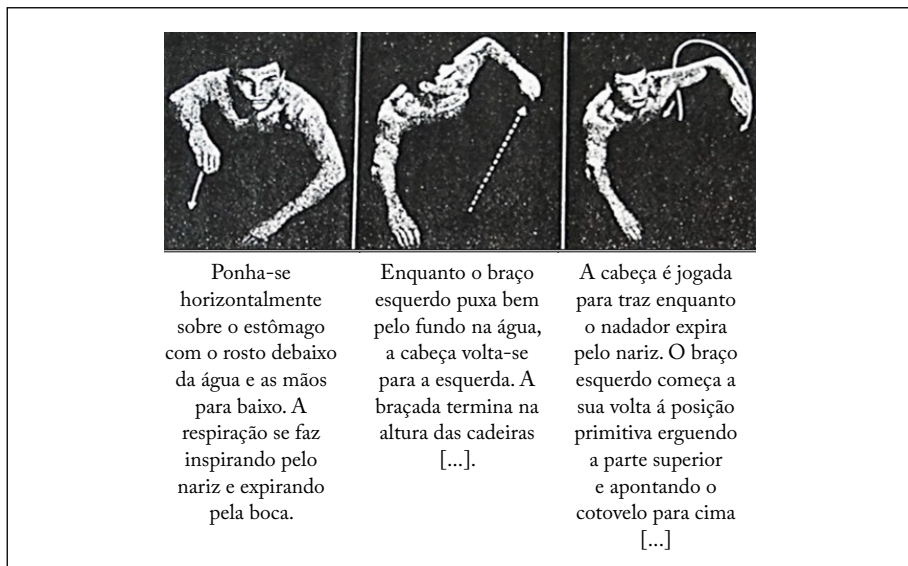 Ponha-se
horizontalmente
sobre o estômago
com o rosto debaixo
da água e as mãos
para baixo. A
respiração se faz
inspirando pelo
nariz e expirando
pela boca.
Enquanto o braço
esquerdo puxa bem
pelo fundo na água,
a cabeça volta-se
para a esquerda. A
braçada termina na
altura das cadeiras
[...].
A cabeça é jogada
para traz enquanto
o nadador expira
pelo nariz. O braço
esquerdo começa a
sua volta á posição
primitiva erguendo
a parte superior
e apontando o
cotovelo para cima
[...]